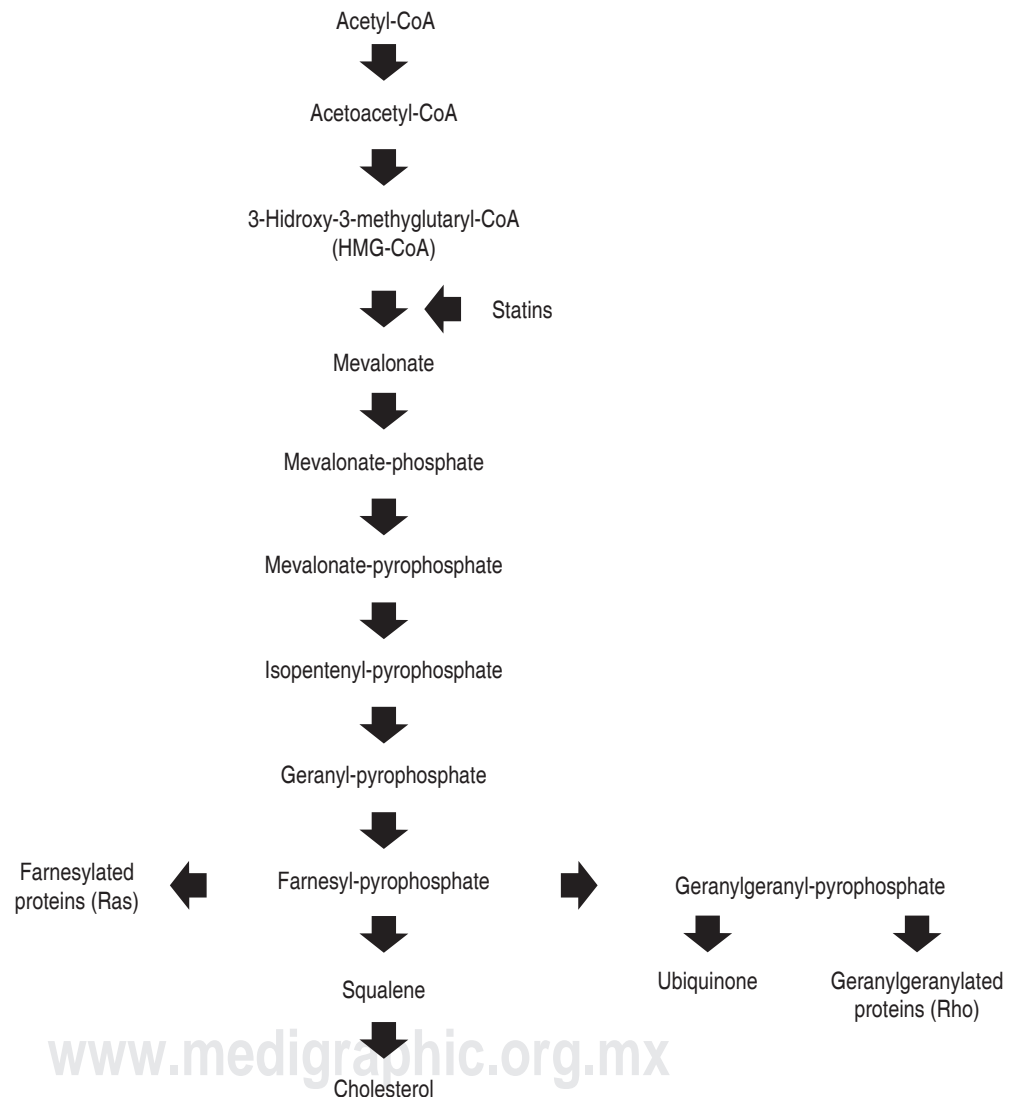 Acetyl-CoA
Acetoacetyl-CoA
3-Hidroxy-3-methyglutaryl-CoA
(HMG-CoA)
Statins
Mevalonate
Mevalonate-phosphate
Mevalonate-pyrophosphate
Isopentenyl-pyrophosphate
Geranyl-pyrophosphate
Farnesylated
proteins (Ras)
Farnesyl-pyrophosphate
Geranylgeranyl-pyrophosphate
Squalene
Ubiquinone
Geranylgeranylated
proteins (Rho)
www.medigraphic.org.mx
Cholesterol